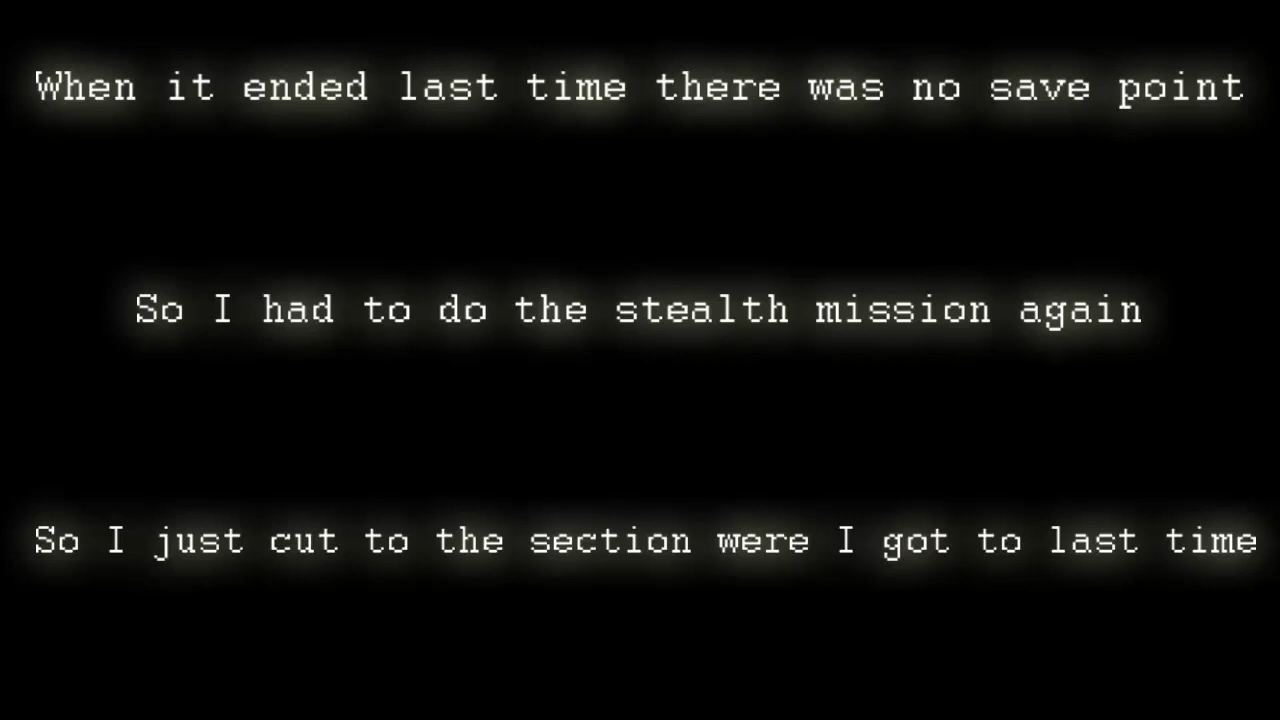 When it ended last time there was no save point
So I had to do the stealth mission again
So I just cut to the section were I got to last time